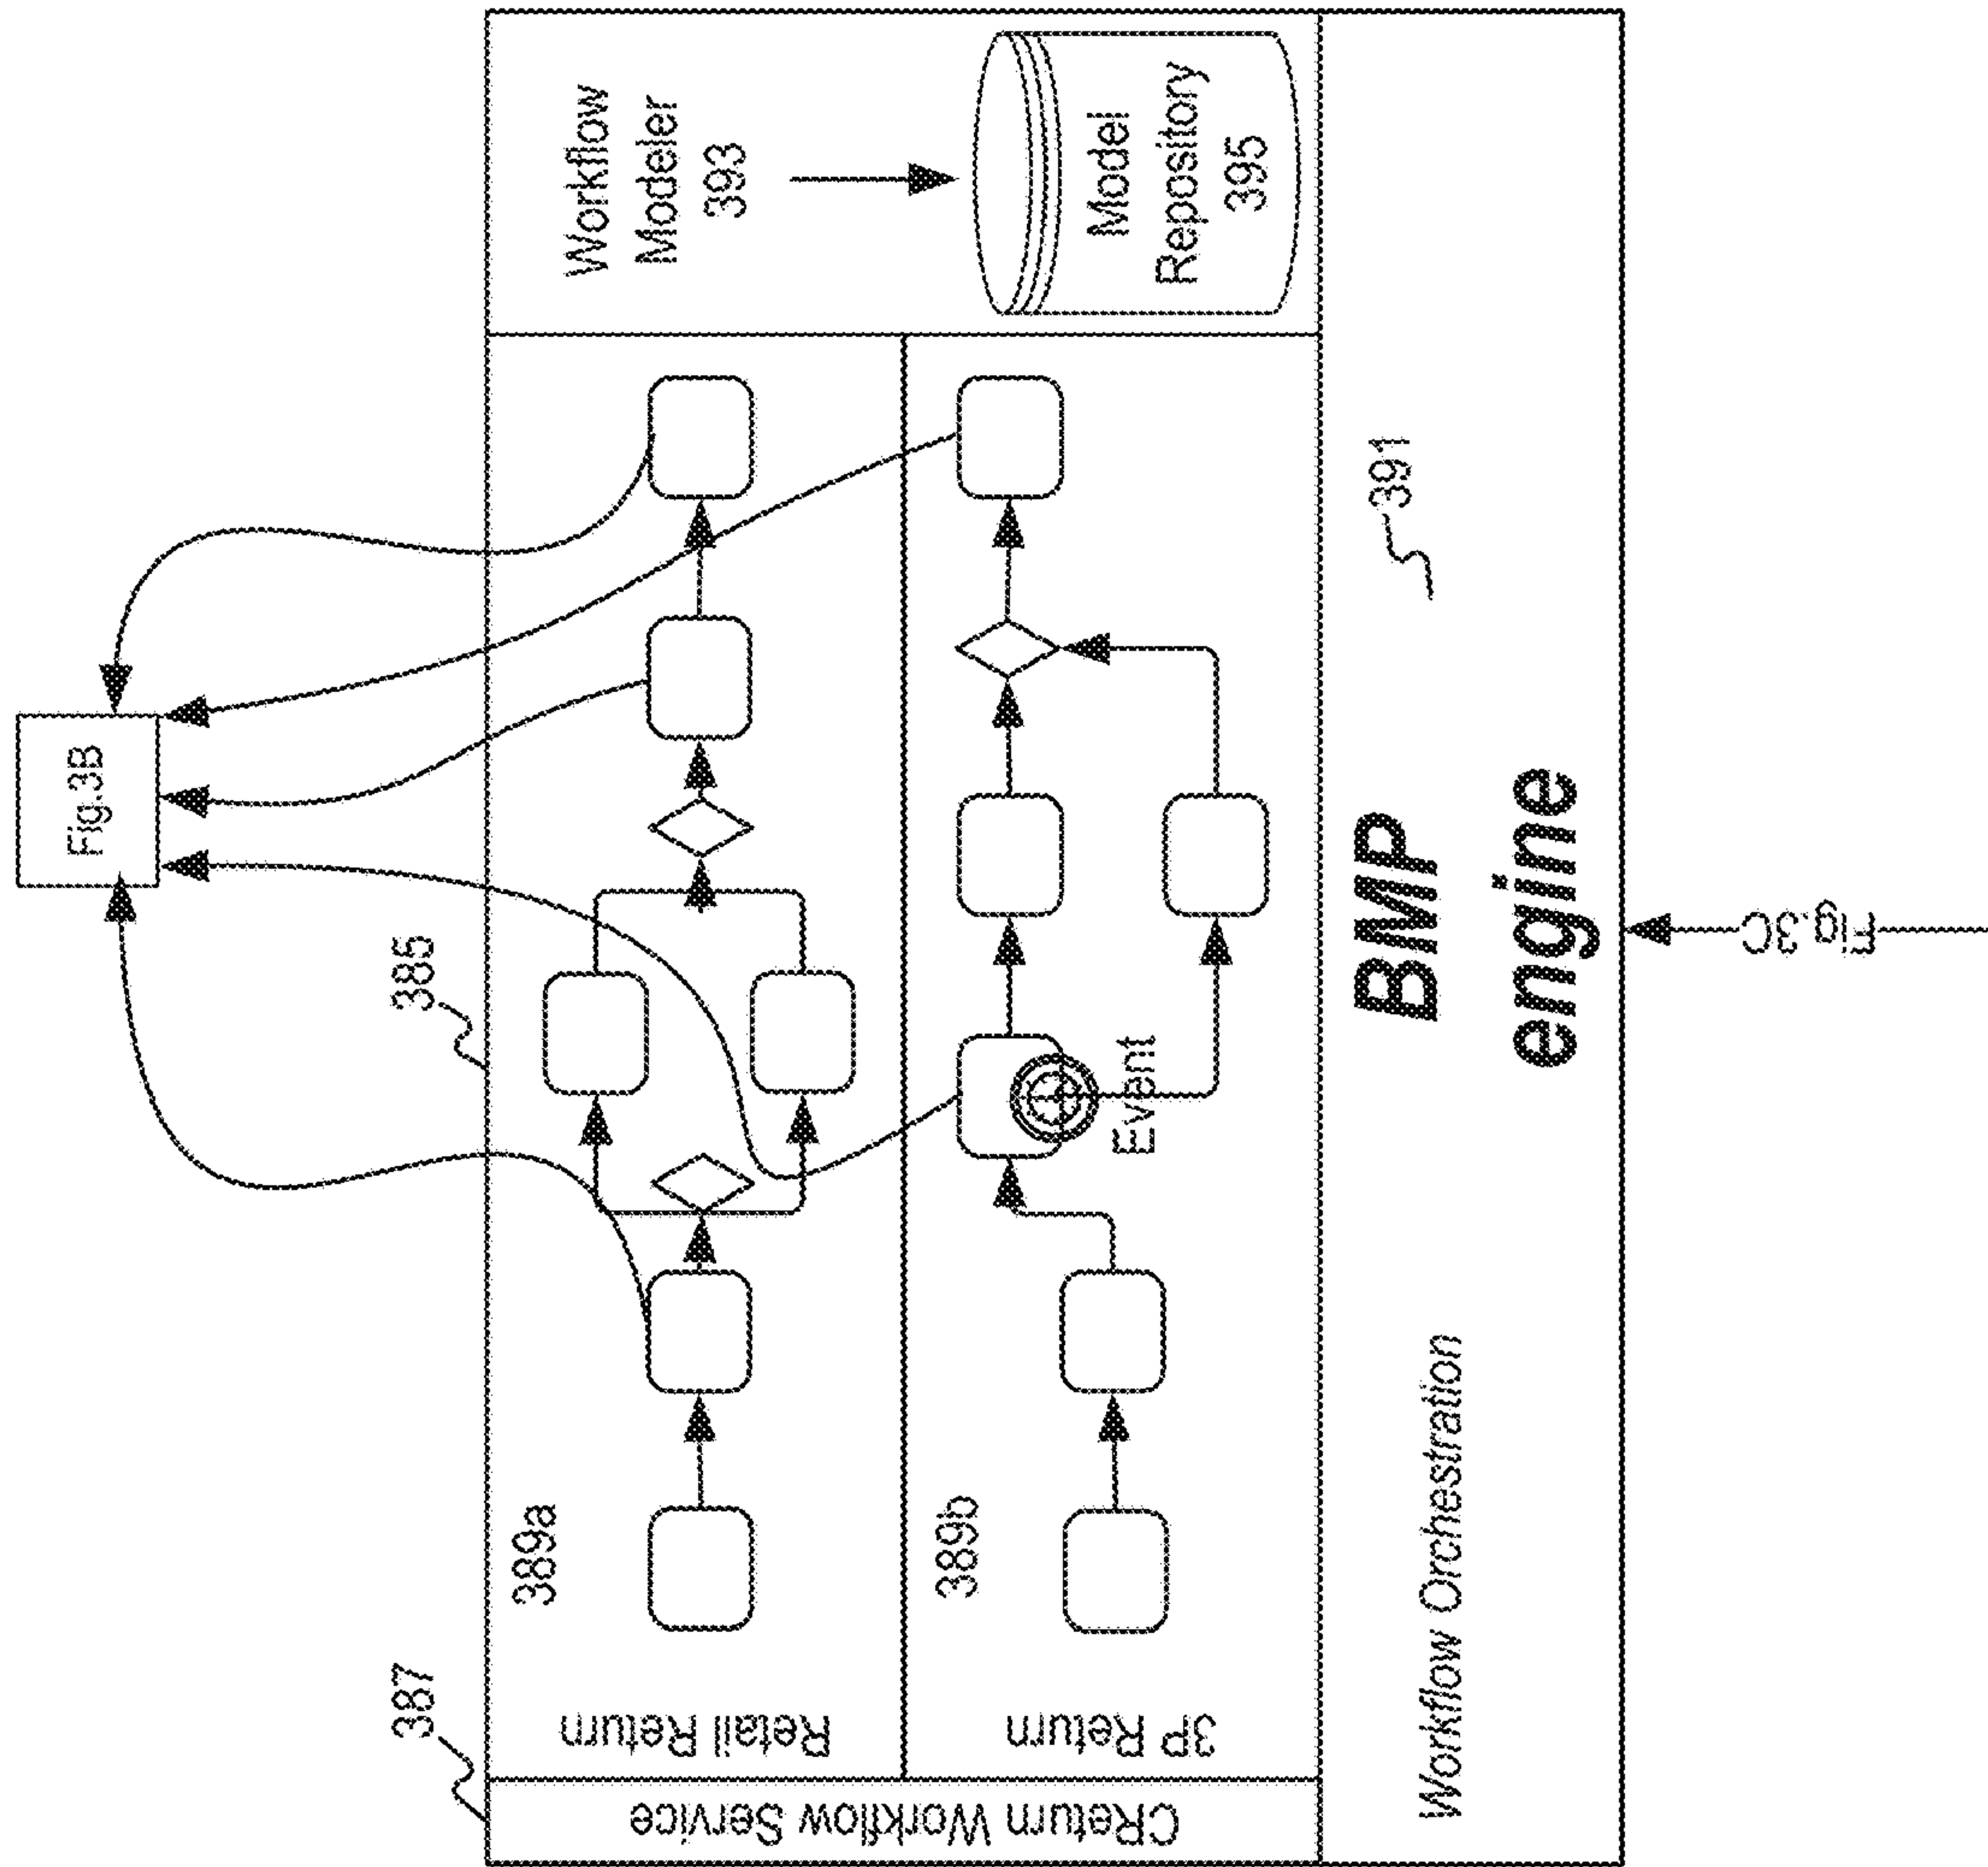 Fig.3B
385
387
CReturn Workflow Service
Retail Return
389a
3P Return
389b
Event
Workflow
Modeler
393
Model
Repository
395
Workflow Orchestration
BMP
engine
391
Fig.3C